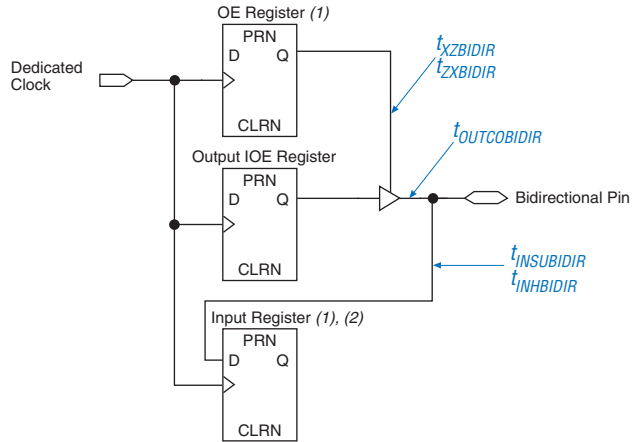 OE Register (1)
PRN
D Q
CLRN
Dedicated
Clock
tXZBIDIR
tZXBIDIR
tOUTCOBIDIR
Output IOE Register
PRN
D Q
CLRN
Bidirectional Pin
tINSUBIDIR
tINHBIDIR
Input Register (1), (2)
PRN
D Q
CLRN